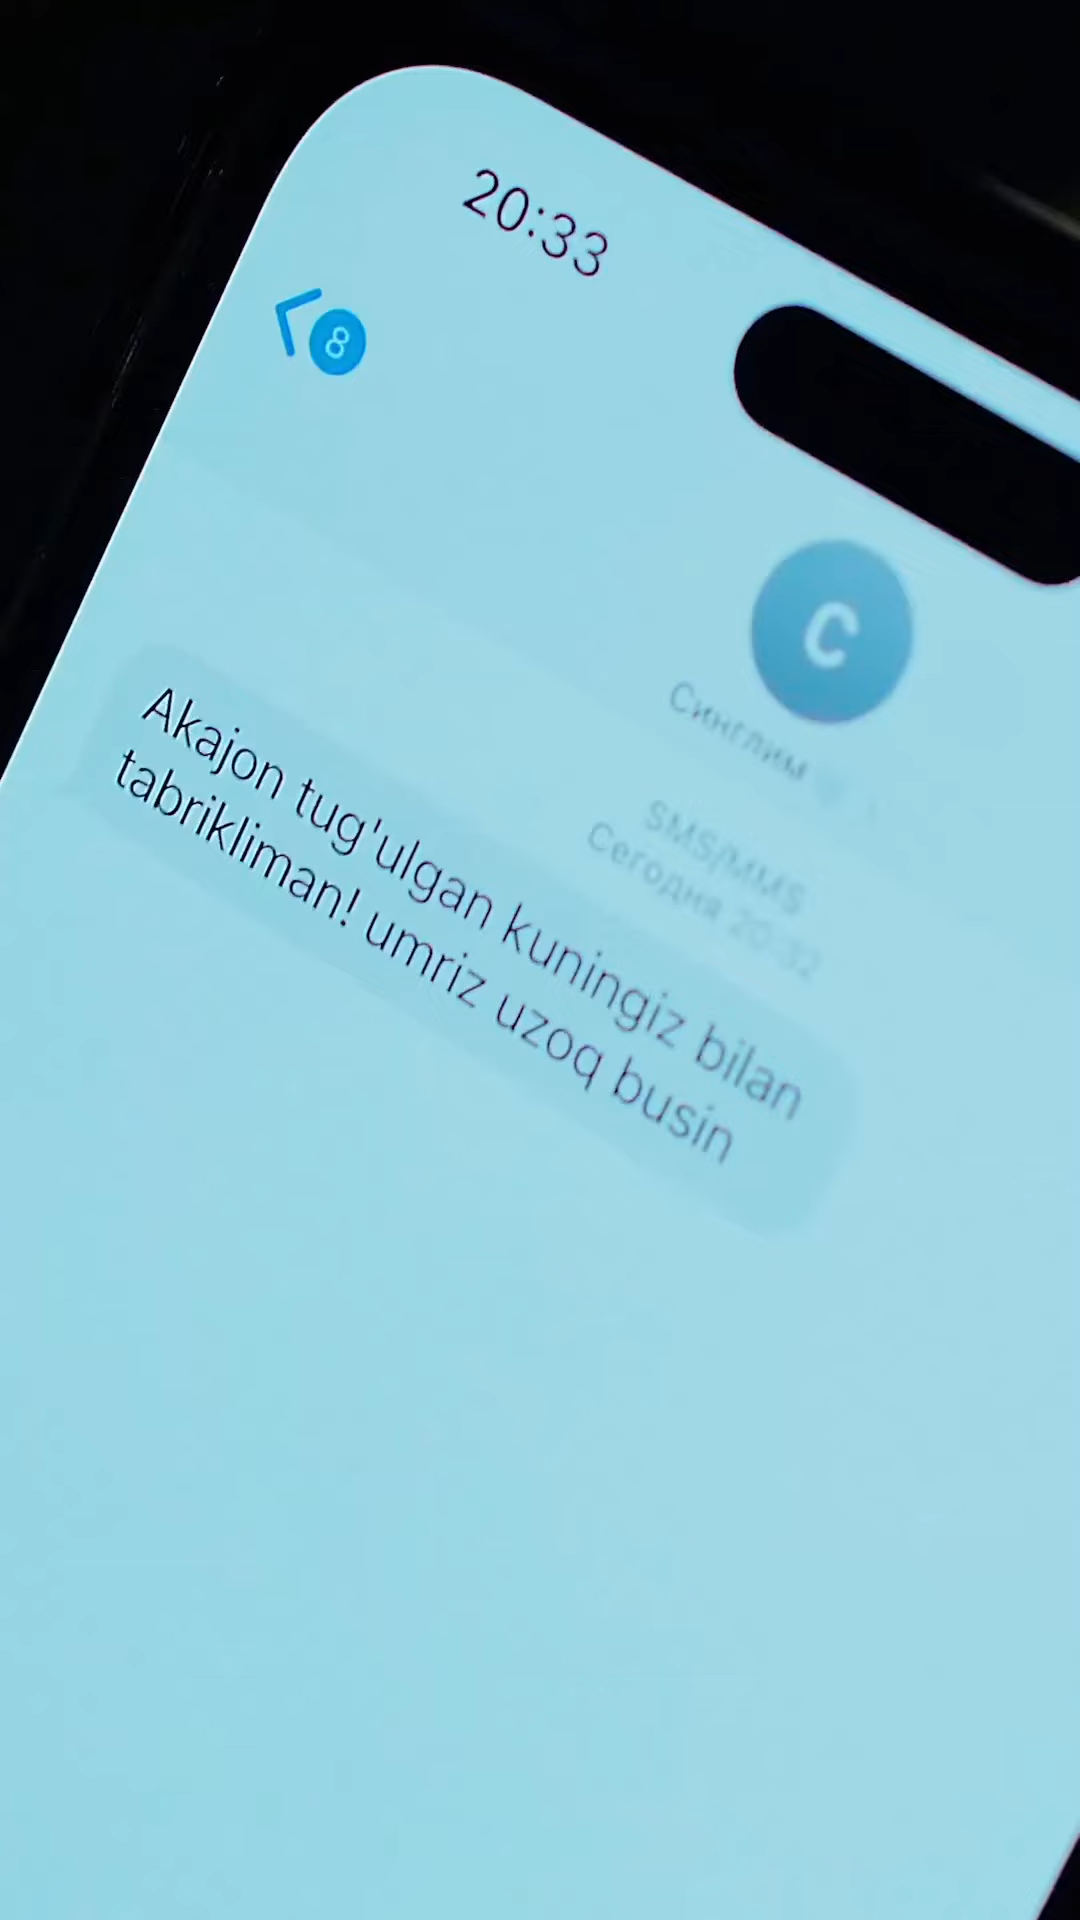 20:33
8
C
Синглим
SMS/MMS
Сегодня 20:32
Akajon tug'ulgan kuningiz bilan
tabrikliman! umriz uzoq busin